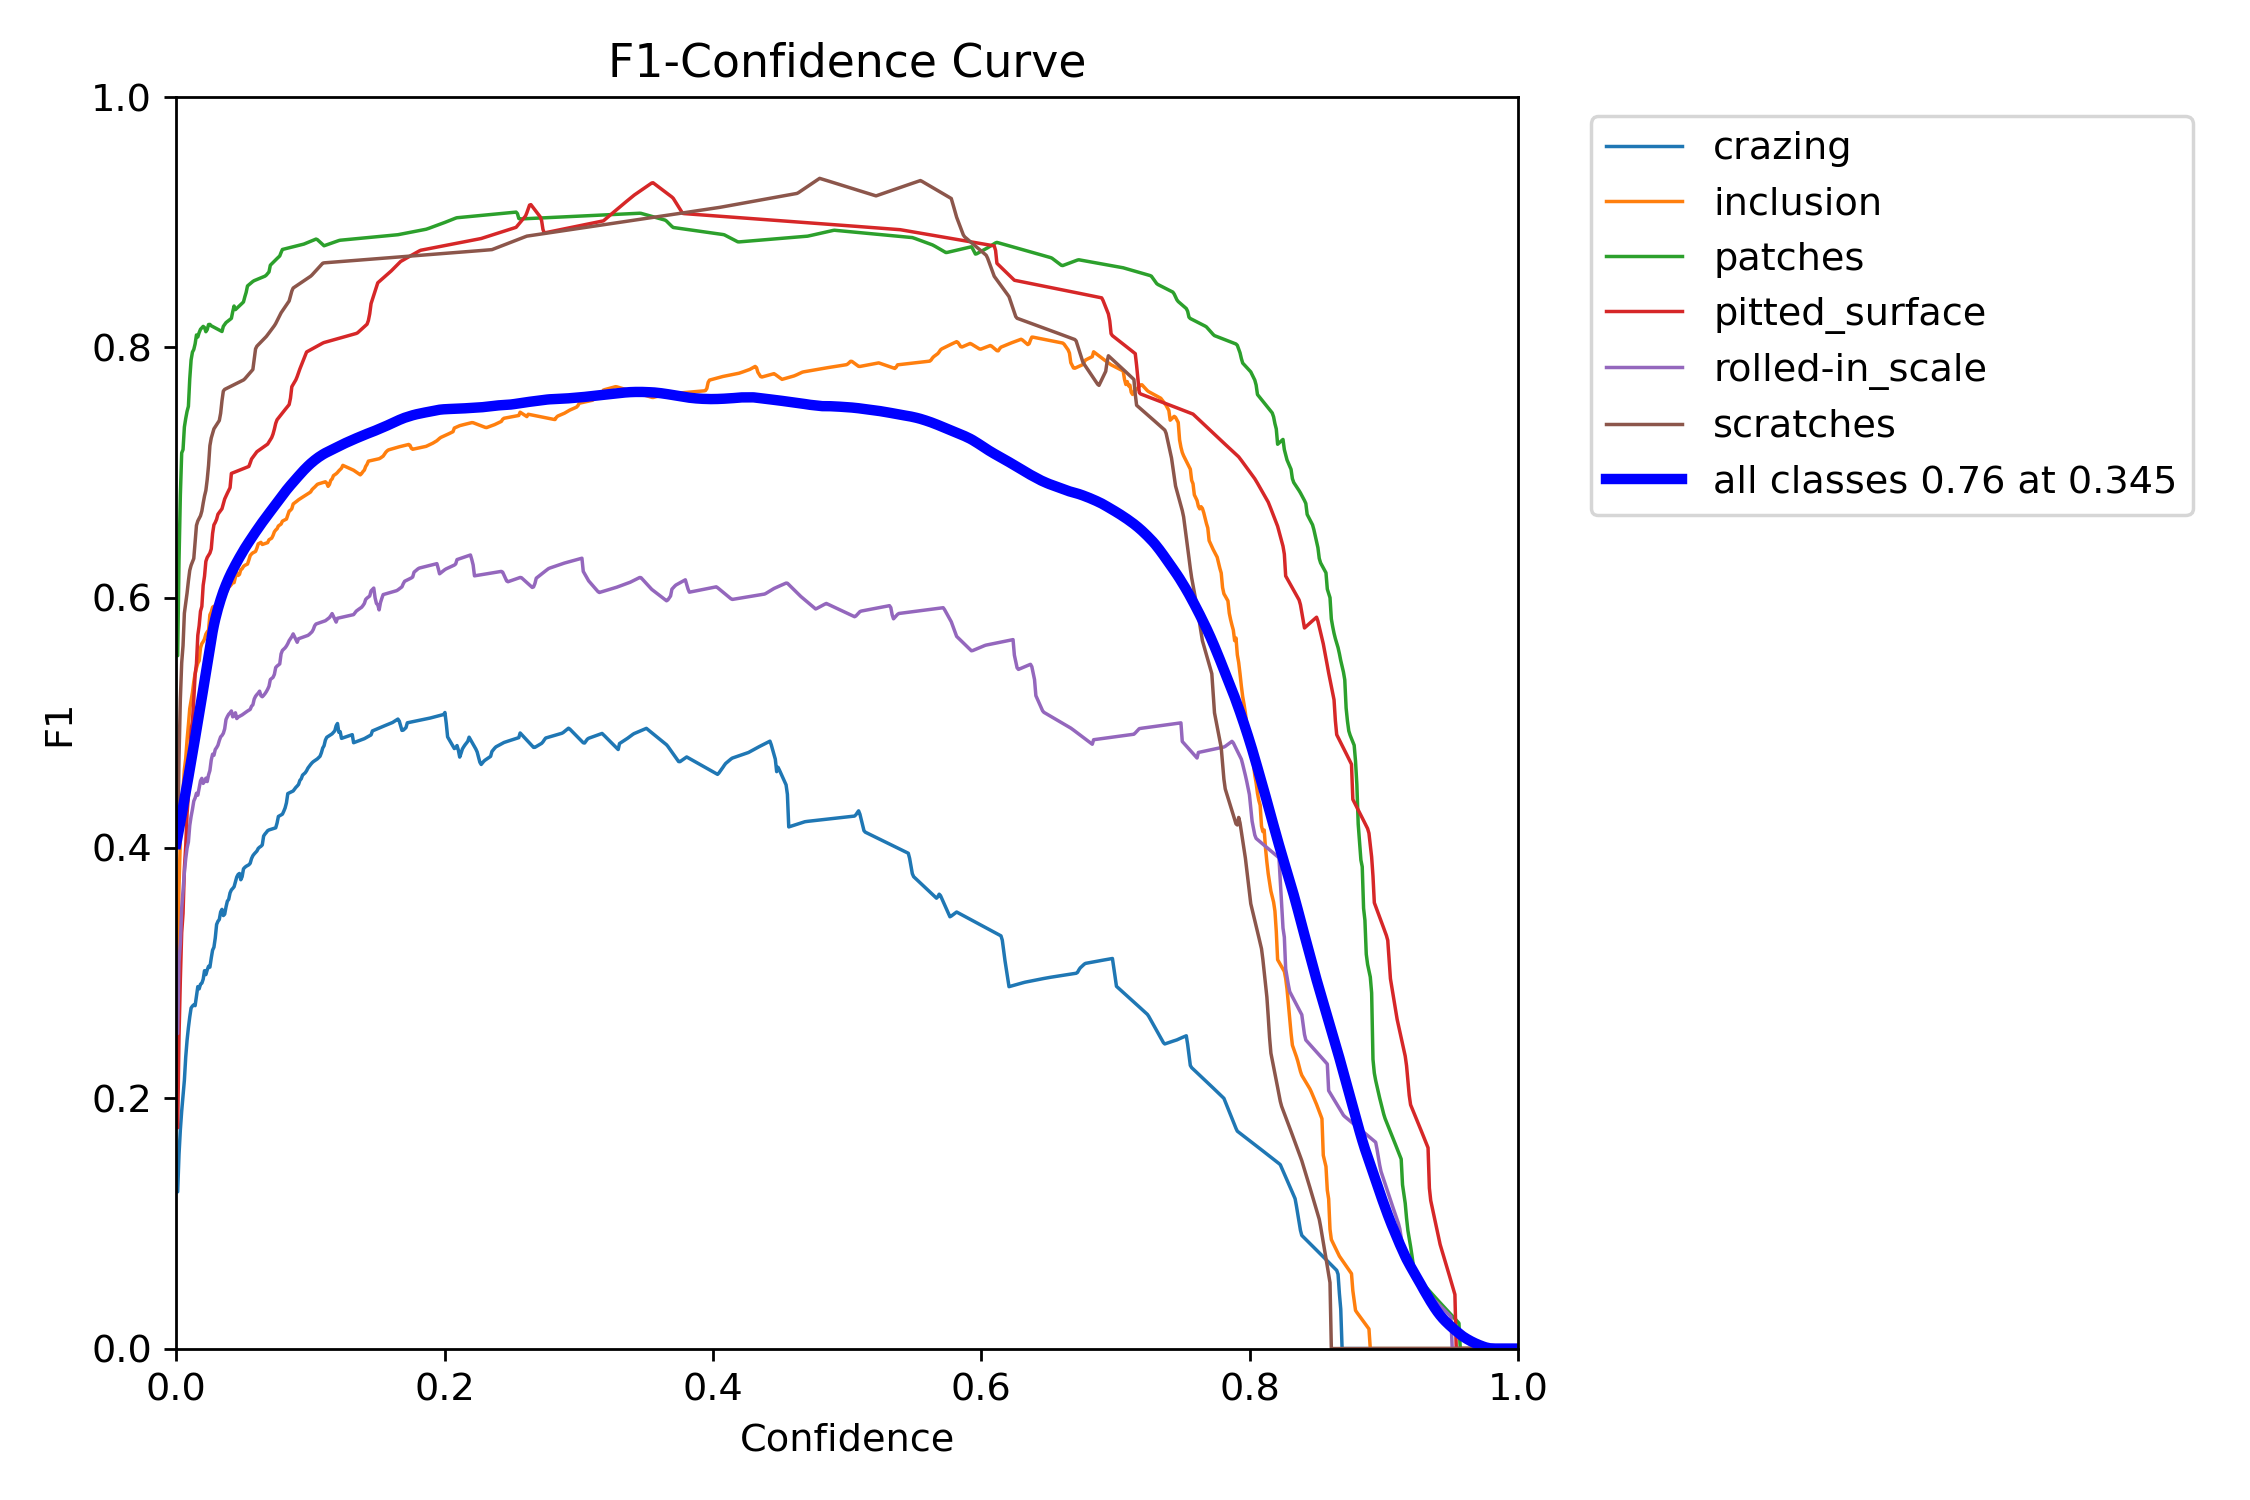 F1-Confidence Curve
1.0
0.8
0.6
0.4
0.2
0.0
F1
0.0 0.2 0.4 0.6 0.8 1.0
Confidence
crazing
inclusion
patches
pitted_surface
rolled-in_scale
scratches
all classes 0.76 at 0.345